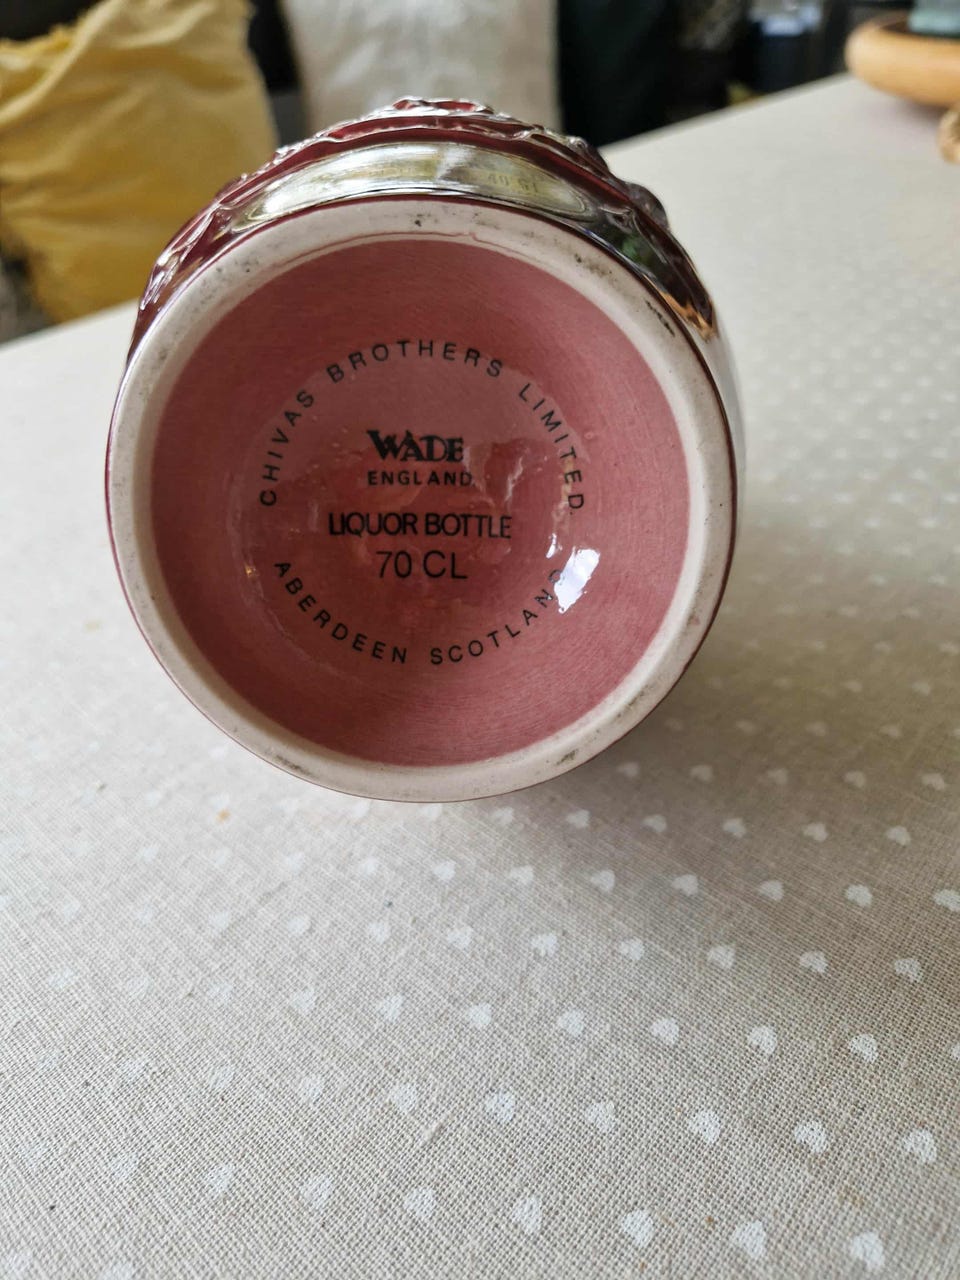 CHIVAS BROTHERS LIMITED.
WADE
ENGLAND.
LIQUOR BOTTLE
70 CL
ABERDEEN SCOTLAND